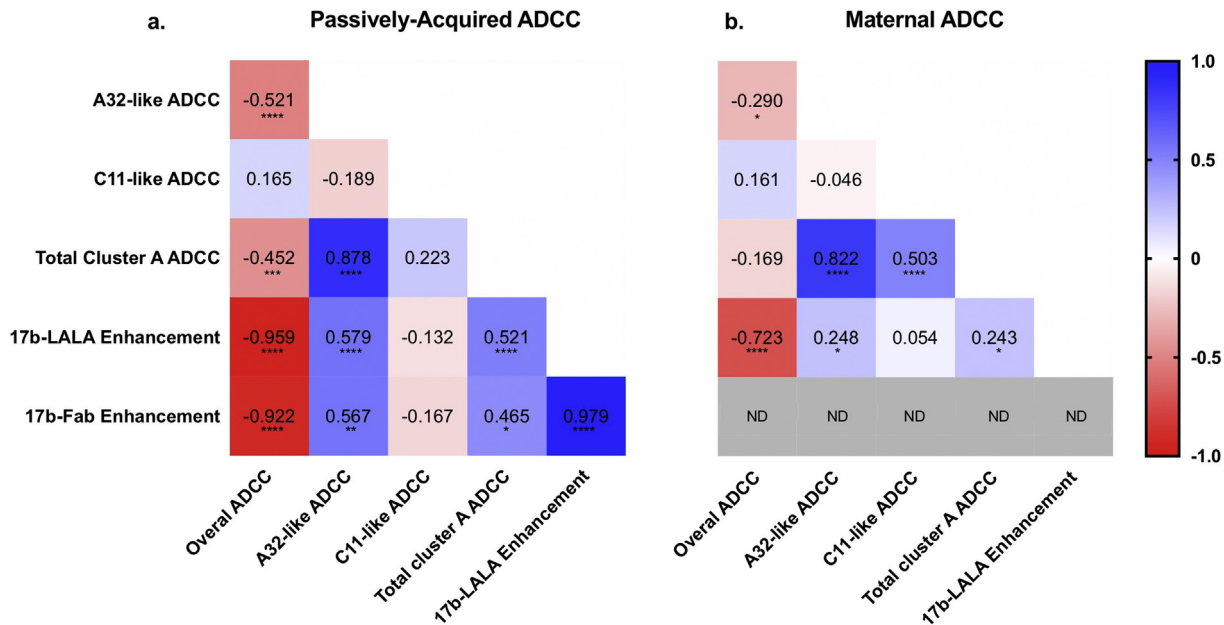 a. Passively-Acquired ADCC
b. Maternal ADCC
A32-like ADCC -0.521 **** -0.290 *
C11-like ADCC 0.165 -0.189 0.161 -0.046
Total Cluster A ADCC -0.452 *** 0.878 **** 0.223 -0.169 0.822 **** 0.503 ****
17b-LALA Enhancement -0.959 **** 0.579 **** -0.132 0.521 **** -0.723 **** 0.248 * 0.054 0.243 *
17b-Fab Enhancement -0.922 **** 0.567 ** -0.167 0.465 * 0.979 **** ND ND ND ND ND
Overal ADCC
A32-like ADCC
C11-like ADCC
Total cluster A ADCC
17b-LALA Enhancement
Overal ADCC
A32-like ADCC
C11-like ADCC
Total cluster A ADCC
17b-LALA Enhancement
1.0
0.5
0
-0.5
-1.0